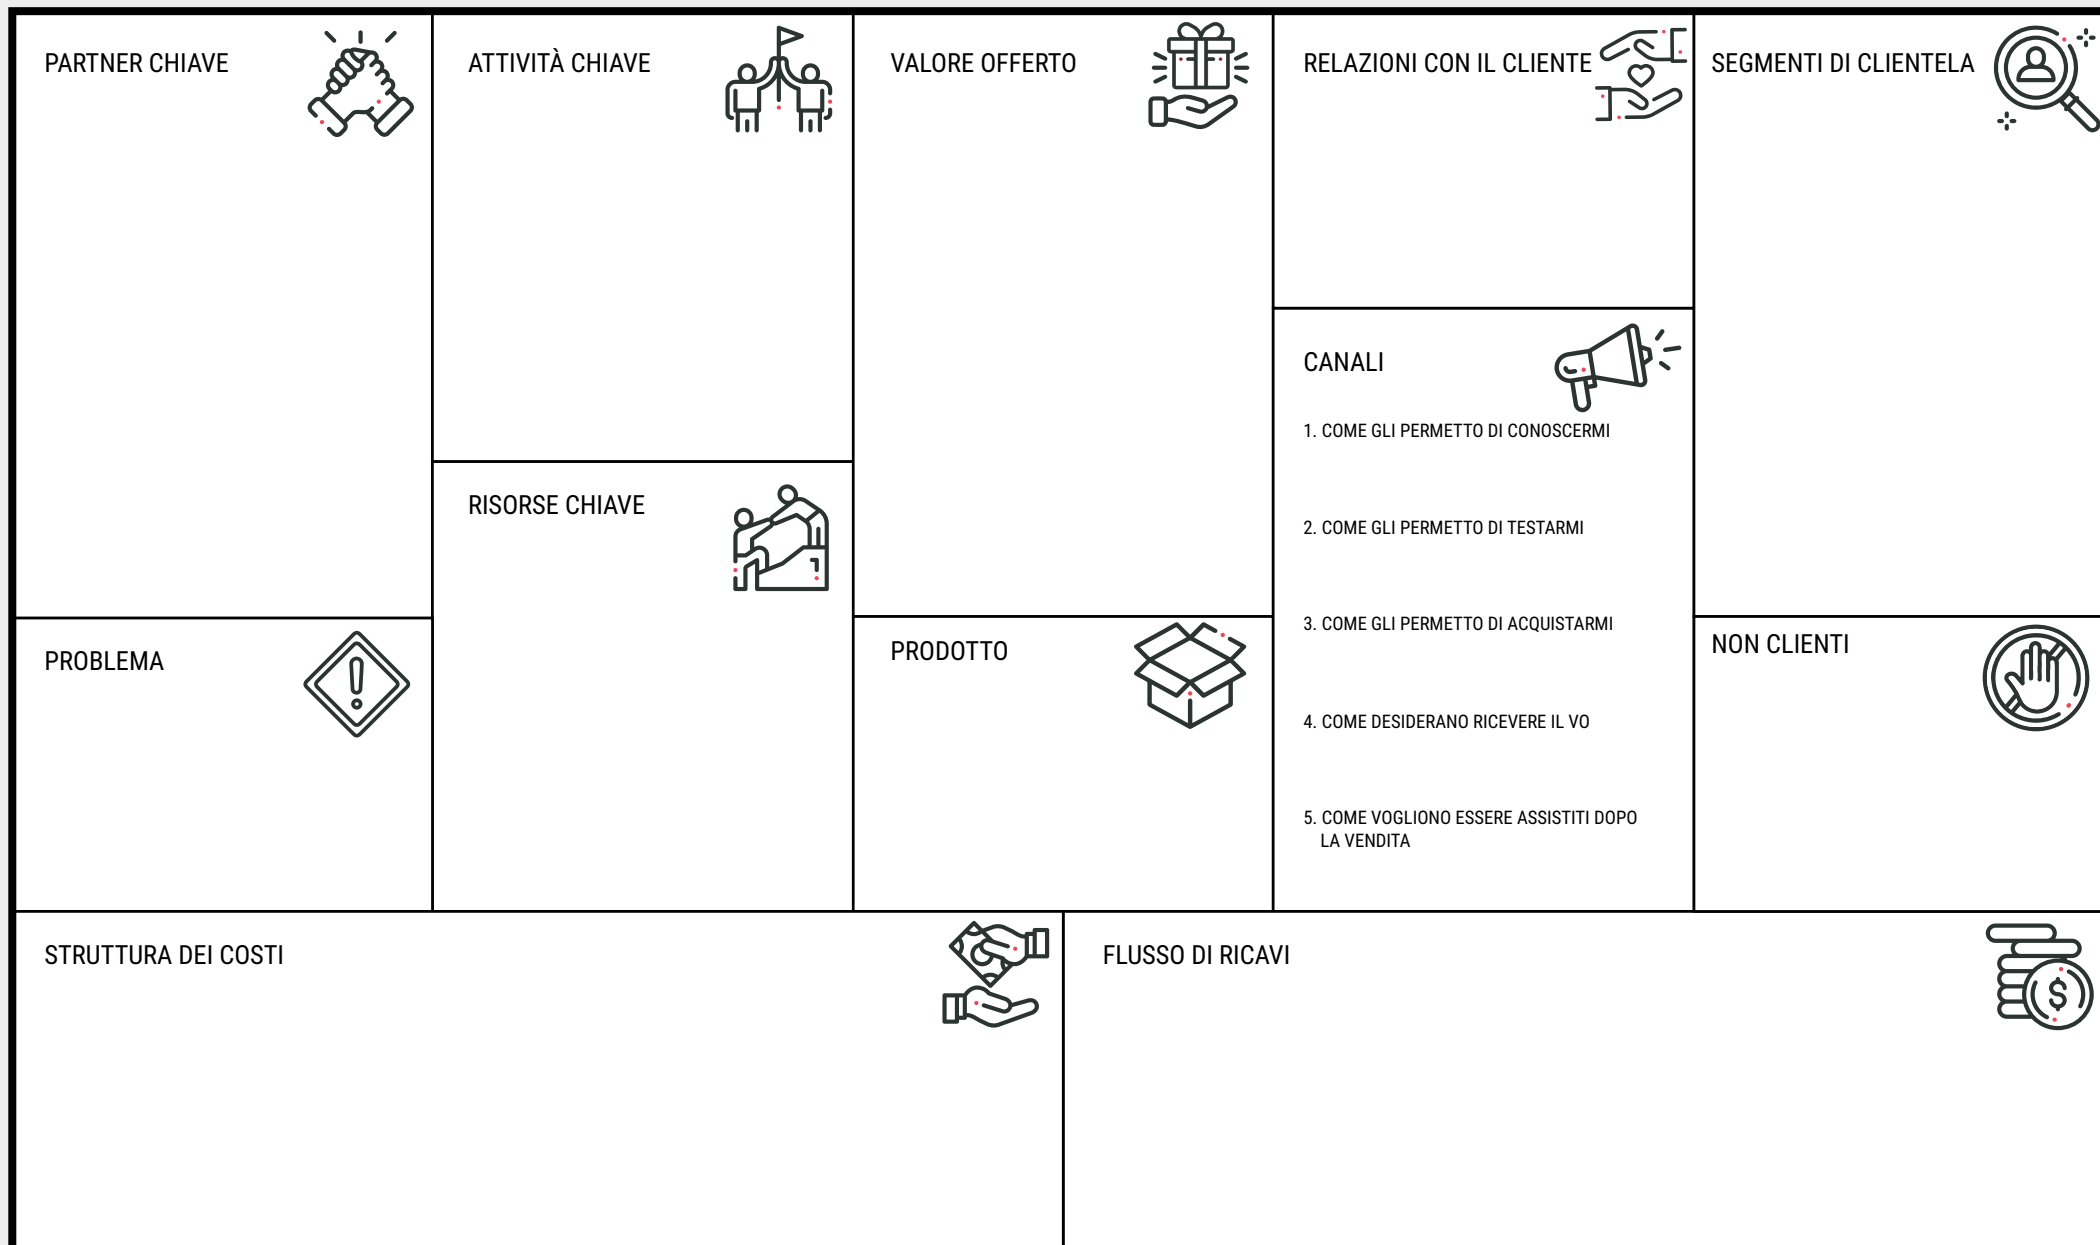 PARTNER CHIAVE
ATTIVITÀ CHIAVE
VALORE OFFERTO
RELAZIONI CON IL CLIENTE
SEGMENTI DI CLIENTELA
CANALI
1. COME GLI PERMETTO DI CONOSCERMI
2. COME GLI PERMETTO DI TESTARMI
3. COME GLI PERMETTO DI ACQUISTARMI
4. COME DESIDERANO RICEVERE IL VO
5. COME VOGLIONO ESSERE ASSISTITI DOPO
LA VENDITA
RISORSE CHIAVE
PROBLEMA
PRODOTTO
NON CLIENTI
STRUTTURA DEI COSTI
FLUSSO DI RICAVI
$